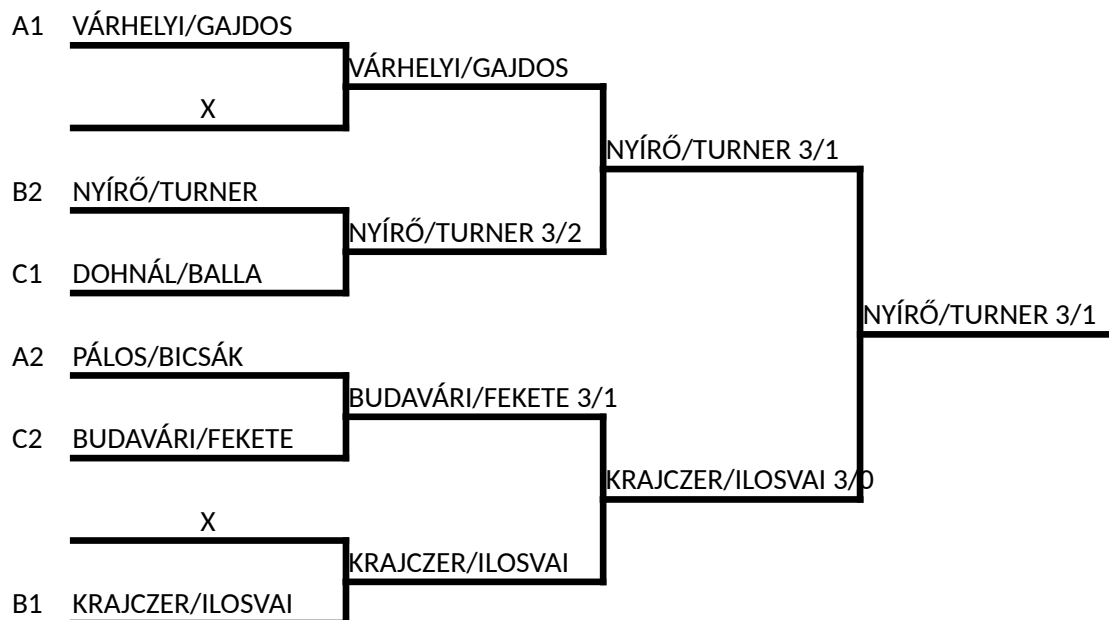 A1 VÁRHELYI/GAJDOS
VÁRHELYI/GAJDOS
X
NYÍRŐ/TURNER 3/1
B2 NYÍRŐ/TURNER
NYÍRŐ/TURNER 3/2
C1 DOHNÁL/BALLA
NYÍRŐ/TURNER 3/1
A2 PÁLOS/BICSÁK
BUDAVÁRI/FEKETE 3/1
C2 BUDAVÁRI/FEKETE
KRAJCZER/ILOSVAI 3/0
X
KRAJCZER/ILOSVAI
B1 KRAJCZER/ILOSVAI